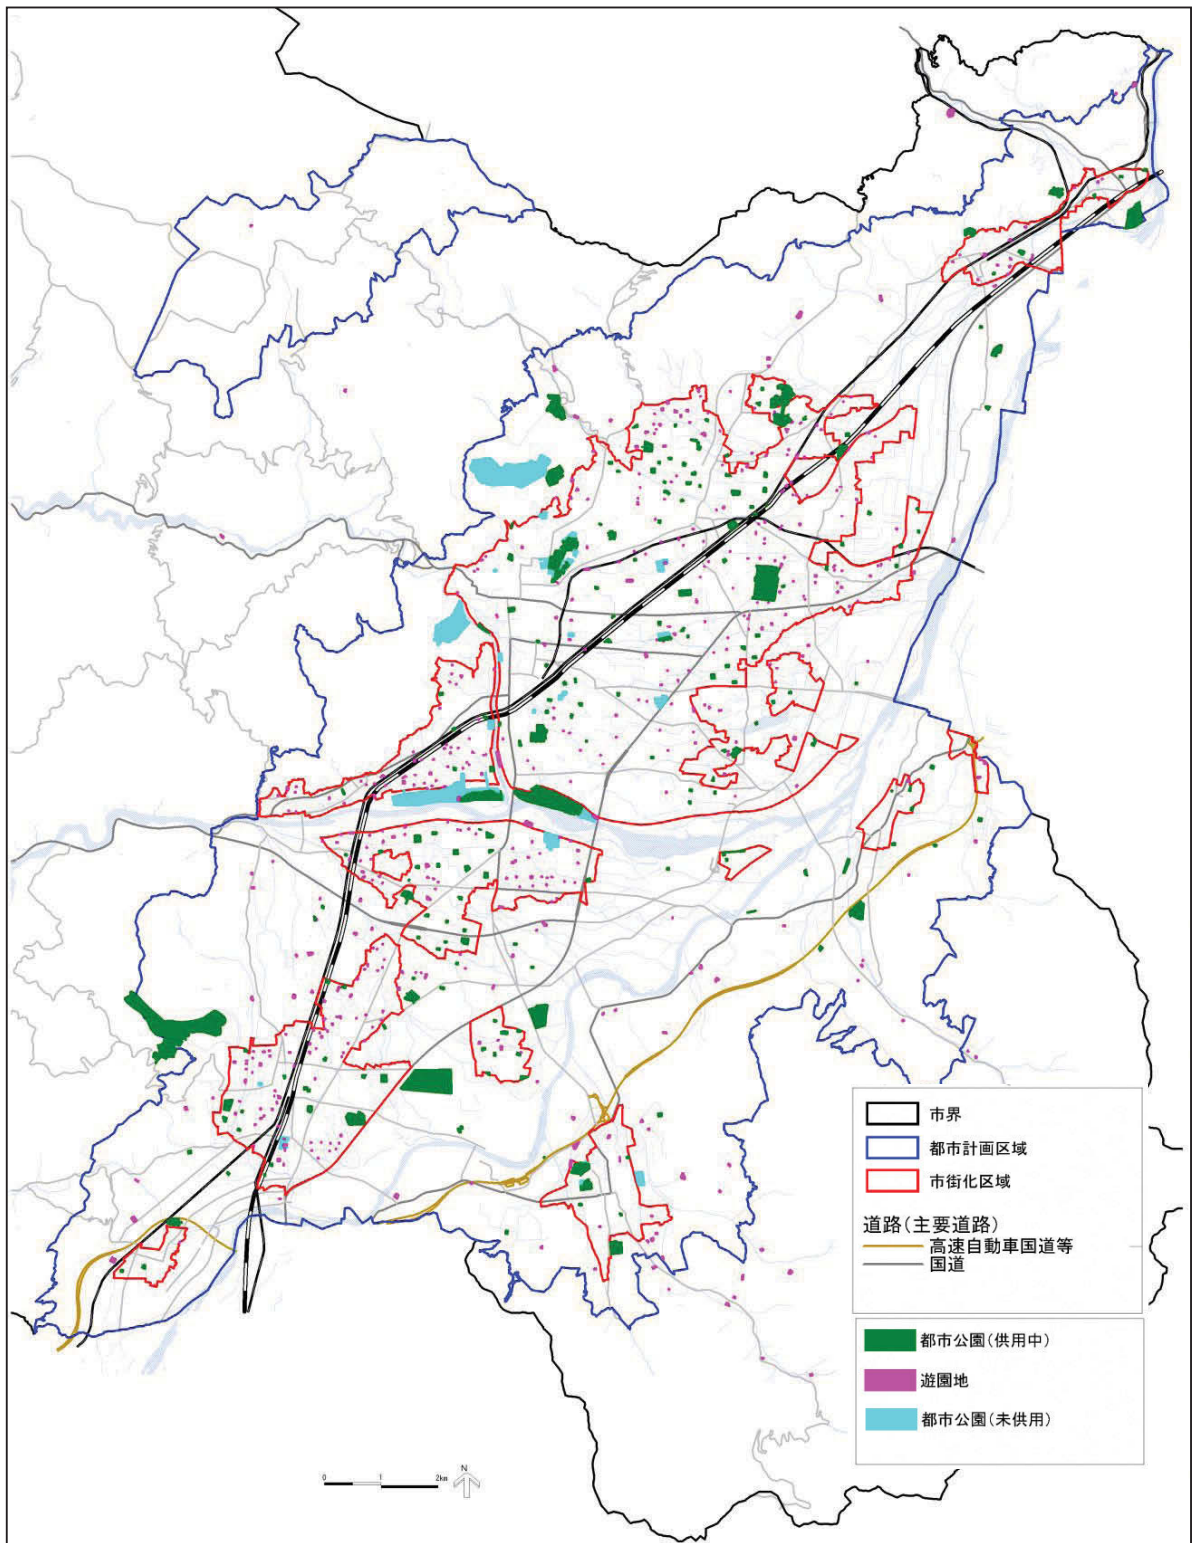 市界
都市計画区域
市街化区域
道路(主要道路)
高速自動車国道等
国道
都市公園(供用中)
遊園地
都市公園(未供用)
0 1 2km
N